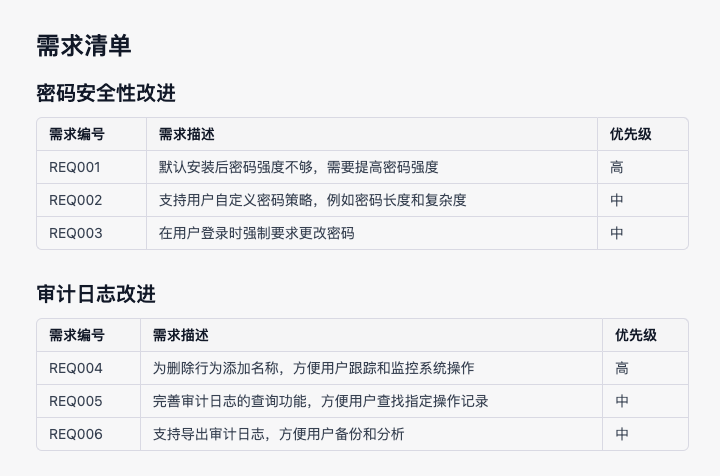 需求清单
密码安全性改进
需求编号 需求描述 优先级
REQ001 默认安装后密码强度不够，需要提高密码强度 高
REQ002 支持用户自定义密码策略，例如密码长度和复杂度 中
REQ003 在用户登录时强制要求更改密码 中
审计日志改进
需求编号 需求描述 优先级
REQ004 为删除行为添加名称，方便用户跟踪和监控系统操作 高
REQ005 完善审计日志的查询功能，方便用户查找指定操作记录 中
REQ006 支持导出审计日志，方便用户备份和分析 中